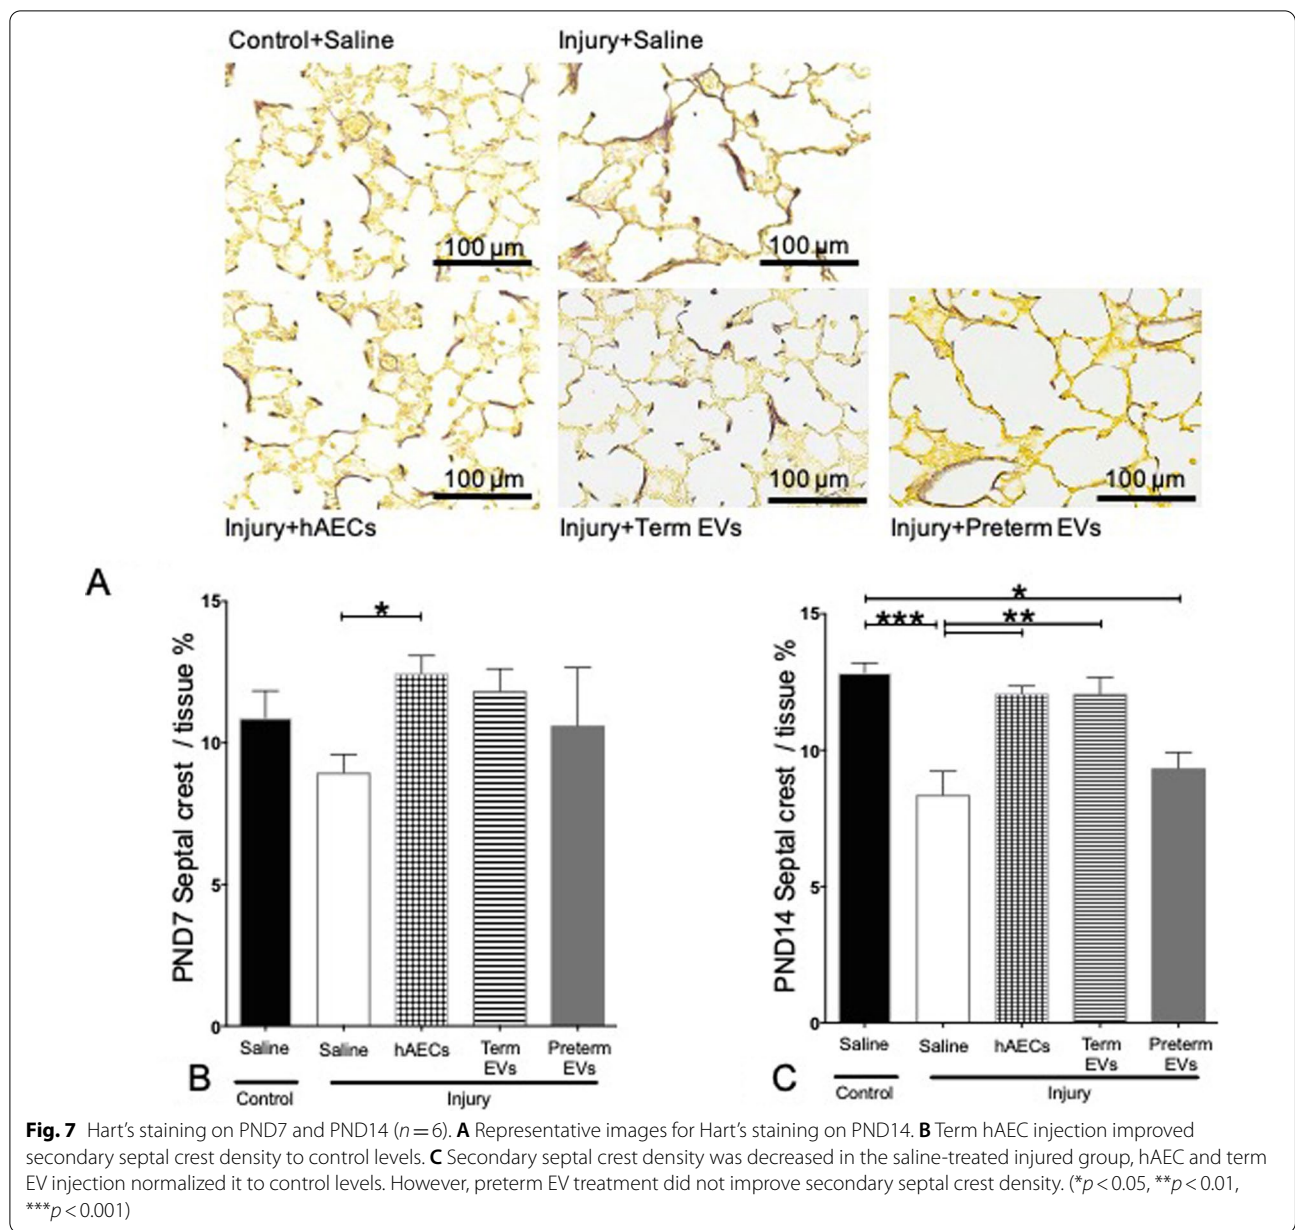 Control+Saline
Injury+Saline
100 µm
100 µm
100 µm
100 µm
100 µm
Injury+hAECs
Injury+Term EVs
Injury+Preterm EVs
A
PND7 Septal crest / tissue %
15
10
5
0
*
Saline
Saline
hAECs
Term
EVs
Preterm
EVs
Control
Injury
B
PND14 Septal crest / tissue %
15
10
5
0
*
***
**
Saline
Saline
hAECs
Term
EVs
Preterm
EVs
Control
Injury
C
Fig. 7 Hart's staining on PND7 and PND14 (n = 6). A Representative images for Hart's staining on PND14. B Term hAEC injection improved
secondary septal crest density to control levels. C Secondary septal crest density was decreased in the saline-treated injured group, hAEC and term
EV injection normalized it to control levels. However, preterm EV treatment did not improve secondary septal crest density. (*p < 0.05, **p < 0.01,
***p < 0.001)